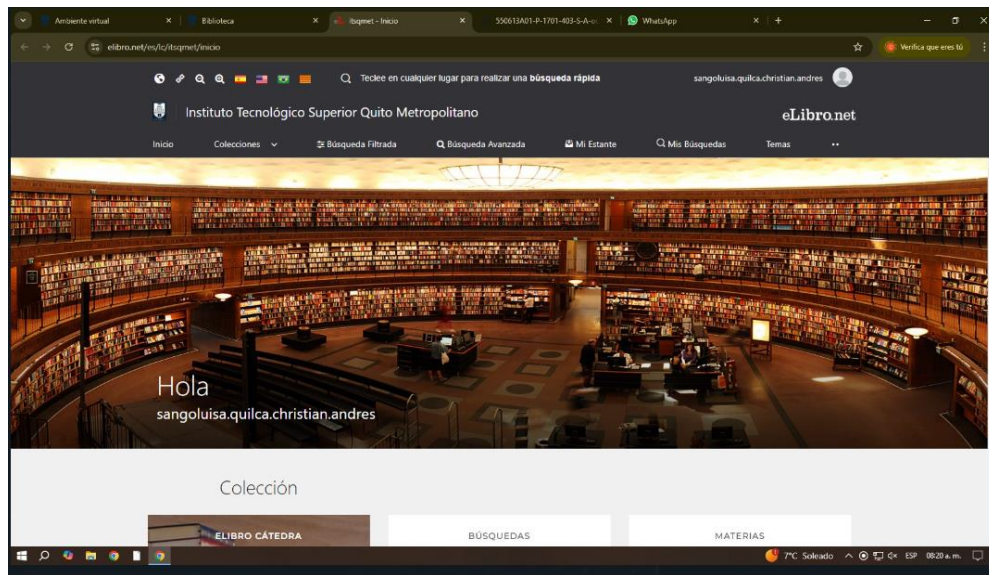 Ambiente virtual
Biblioteca
itsqmet - Inicio
550613A01-P-1701-403-S-A-
WhatsApp
elibro.net/es/lc/itsqmet/inicio
Verifica que eres tú
Teclee en cualquier lugar para realizar una búsqueda rápida
sangoluisa.quilca.christian.andres
Instituto Tecnológico Superior Quito Metropolitano
eLibro.net
Inicio
Colecciones
Búsqueda Filtrada
Búsqueda Avanzada
Mi Estante
Mis Búsquedas
Temas
Hola
sangoluisa.quilca.christian.andres
Colección
ELIBRO CÁTEDRA
BÚSQUEDAS
MATERIAS
7°C Soleado
ESP
08:20 a. m.